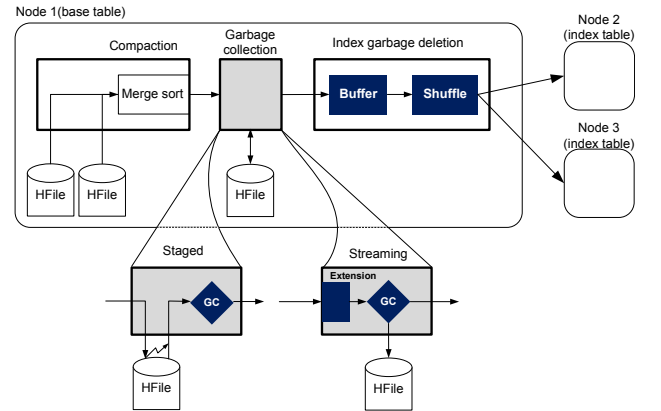 Node 1(base table)
Compaction
Garbage
collection
Index garbage deletion
Node 2
(index table)
Merge sort
Buffer
Shuffle
Node 3
(index table)
HFile
HFile
HFile
Staged
Streaming
Extension
GC
GC
HFile
HFile